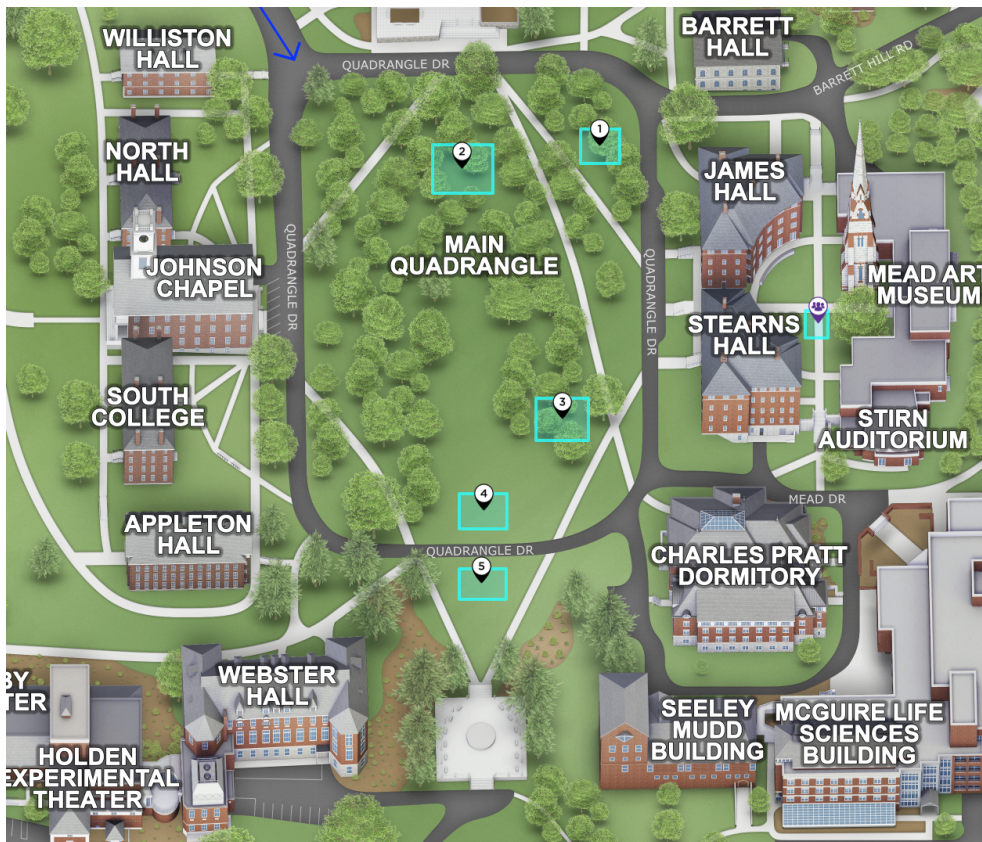 WILLISTON
HALL
BARRETT
HALL
QUADRANGLE DR
BARRETT HILL RD
1
2
NORTH
HALL
JAMES
HALL
MAIN
QUADRANGLE
JOHNSON
CHAPEL
QUADRANGLE DR
QUADRANGLE DR
MEAD ART
MUSEUM
STEARNS
HALL
SOUTH
COLLEGE
3
STIRN
AUDITORIUM
4
MEAD DR
APPLETON
HALL
QUADRANGLE DR
5
CHARLES PRATT
DORMITORY
BY
TER
WEBSTER
HALL
SEELEY
MUDD
BUILDING
MCGUIRE LIFE
SCIENCES
BUILDING
HOLDEN
EXPERIMENTAL
THEATER